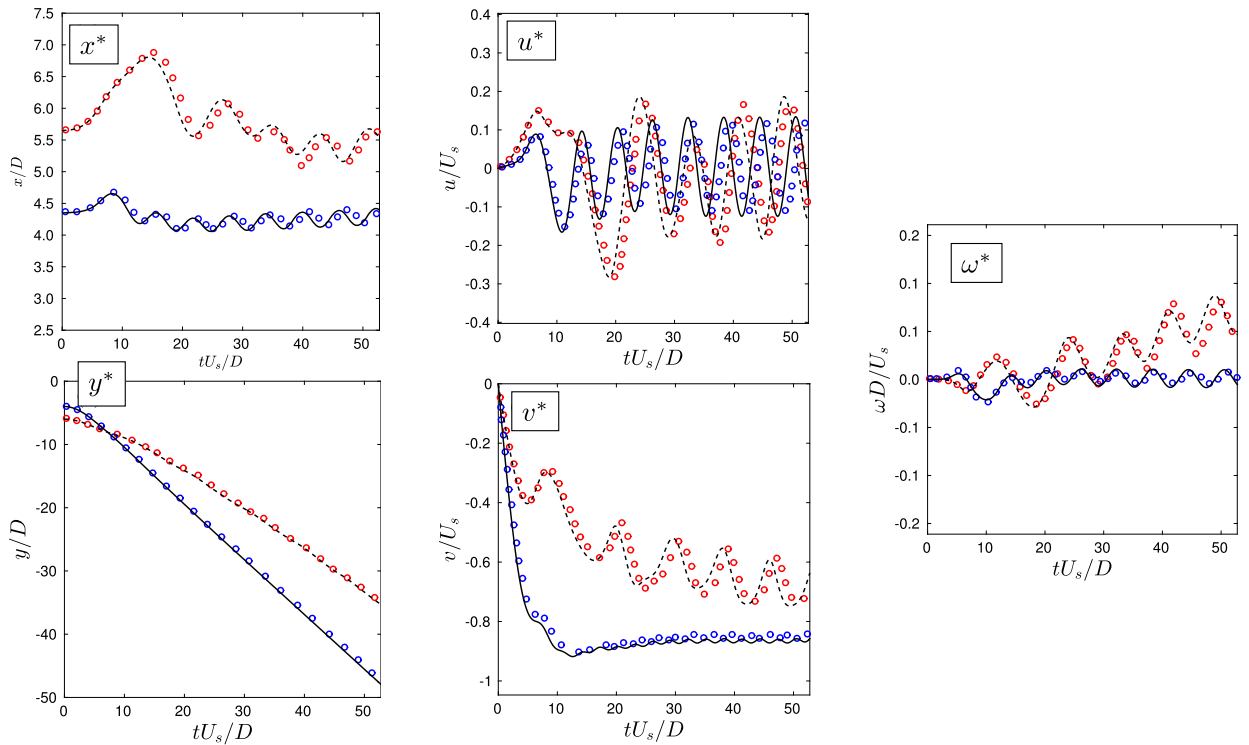 x*
x/D
7.5
7.0
6.5
6.0
5.5
5.0
4.5
4.0
3.5
3.0
2.5
0 10 20 30 40 50
tU_s/D
u*
u/U_s
0.4
0.3
0.2
0.1
0
-0.1
-0.2
-0.3
-0.4
0 10 20 30 40 50
tU_s/D
y*
y/D
0
-10
-20
-30
-40
-50
0 10 20 30 40 50
tU_s/D
v*
v/U_s
0
-0.2
-0.4
-0.6
-0.8
-1
0 10 20 30 40 50
tU_s/D
ω*
ωD/U_s
0.2
0.1
0.1
0.0
-0.1
-0.1
-0.2
0 10 20 30 40 50
tU_s/D